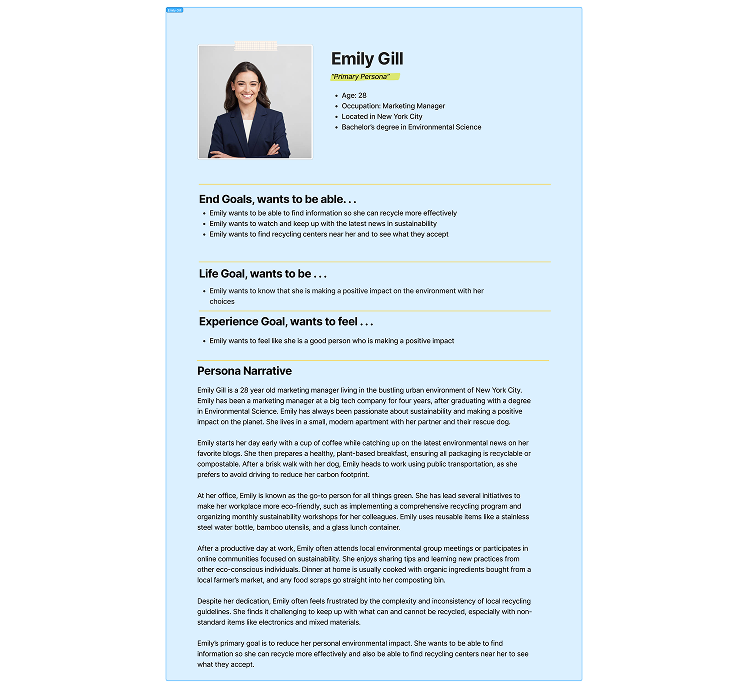 Emily Gill
Emily Gill
"Primary Persona"
• Age: 28
• Occupation: Marketing Manager
• Located in New York City
• Bachelor's degree in Environmental Science
End Goals, wants to be able. . .
• Emily wants to be able to find information so she can recycle more effectively
• Emily wants to watch and keep up with the latest news in sustainability
• Emily wants to find recycling centers near her and to see what they accept
Life Goal, wants to be . . .
• Emily wants to know that she is making a positive impact on the environment with her
choices
Experience Goal, wants to feel . . .
• Emily wants to feel like she is a good person who is making a positive impact
Persona Narrative
Emily Gill is a 28 year old marketing manager living in the bustling urban environment of New York City.
Emily has been a marketing manager at a big tech company for four years, after graduating with a degree
in Environmental Science. Emily has always been passionate about sustainability and making a positive
impact on the planet. She lives in a small, modern apartment with her partner and their rescue dog.
Emily starts her day early with a cup of coffee while catching up on the latest environmental news on her
favorite blogs. She then prepares a healthy, plant-based breakfast, ensuring all packaging is recyclable or
compostable. After a brisk walk with her dog, Emily heads to work using public transportation, as she
prefers to avoid driving to reduce her carbon footprint.
At her office, Emily is known as the go-to person for all things green. She has lead several initiatives to
make her workplace more eco-friendly, such as implementing a comprehensive recycling program and
organizing monthly sustainability workshops for her colleagues. Emily uses reusable items like a stainless
steel water bottle, bamboo utensils, and a glass lunch container.
After a productive day at work, Emily often attends local environmental group meetings or participates in
online communities focused on sustainability. She enjoys sharing tips and learning new practices from
other eco-conscious individuals. Dinner at home is usually cooked with organic ingredients bought from a
local farmer's market, and any food scraps go straight into her composting bin.
Despite her dedication, Emily often feels frustrated by the complexity and inconsistency of local recycling
guidelines. She finds it challenging to keep up with what can and cannot be recycled, especially with non-
standard items like electronics and mixed materials.
Emily's primary goal is to reduce her personal environmental impact. She wants to be able to find
information so she can recycle more effectively and also be able to find recycling centers near her to see
what they accept.